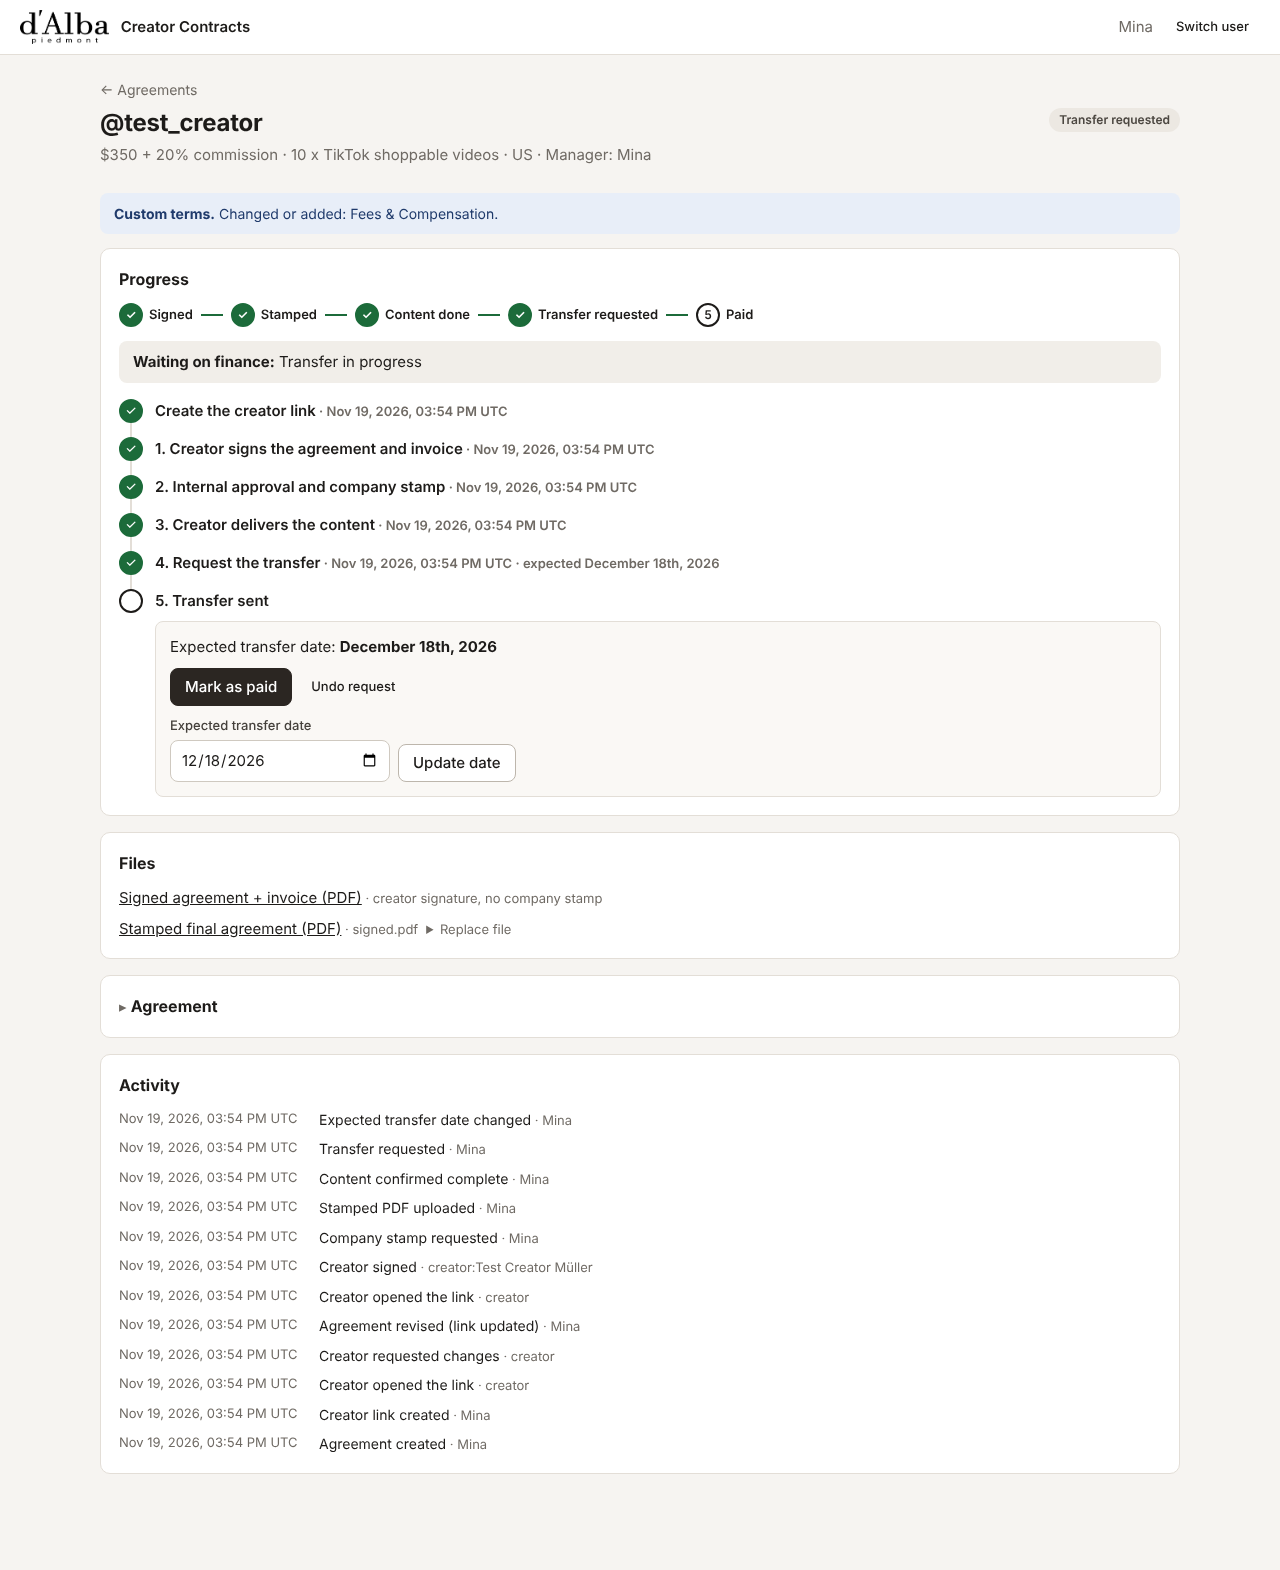 d'Alba piedmont Creator Contracts Mina Switch user
← Agreements
@test_creator Transfer requested
$350 + 20% commission · 10 x TikTok shoppable videos · US · Manager: Mina
Custom terms. Changed or added: Fees & Compensation.
Progress
Signed Stamped Content done Transfer requested 5 Paid
Waiting on finance: Transfer in progress
Create the creator link · Nov 19, 2026, 03:54 PM UTC
1. Creator signs the agreement and invoice · Nov 19, 2026, 03:54 PM UTC
2. Internal approval and company stamp · Nov 19, 2026, 03:54 PM UTC
3. Creator delivers the content · Nov 19, 2026, 03:54 PM UTC
4. Request the transfer · Nov 19, 2026, 03:54 PM UTC · expected December 18th, 2026
5. Transfer sent
Expected transfer date: December 18th, 2026
Mark as paid Undo request
Expected transfer date
12/18/2026 Update date
Files
Signed agreement + invoice (PDF) · creator signature, no company stamp
Stamped final agreement (PDF) · signed.pdf ▶ Replace file
▸ Agreement
Activity
Nov 19, 2026, 03:54 PM UTC Expected transfer date changed · Mina
Nov 19, 2026, 03:54 PM UTC Transfer requested · Mina
Nov 19, 2026, 03:54 PM UTC Content confirmed complete · Mina
Nov 19, 2026, 03:54 PM UTC Stamped PDF uploaded · Mina
Nov 19, 2026, 03:54 PM UTC Company stamp requested · Mina
Nov 19, 2026, 03:54 PM UTC Creator signed · creator:Test Creator Müller
Nov 19, 2026, 03:54 PM UTC Creator opened the link · creator
Nov 19, 2026, 03:54 PM UTC Agreement revised (link updated) · Mina
Nov 19, 2026, 03:54 PM UTC Creator requested changes · creator
Nov 19, 2026, 03:54 PM UTC Creator opened the link · creator
Nov 19, 2026, 03:54 PM UTC Creator link created · Mina
Nov 19, 2026, 03:54 PM UTC Agreement created · Mina